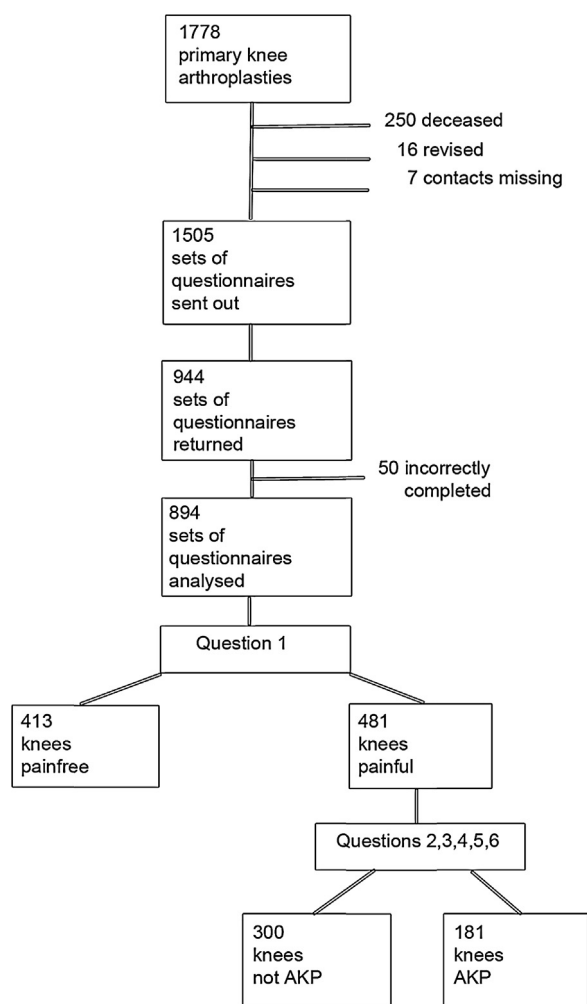 1778
primary knee
arthroplasties
250 deceased
16 revised
7 contacts missing
1505
sets of
questionnaires
sent out
944
sets of
questionnaires
returned
50 incorrectly
completed
894
sets of
questionnaires
analysed
Question 1
413
knees
painfree
481
knees
painful
Questions 2,3,4,5,6
300
knees
not AKP
181
knees
AKP